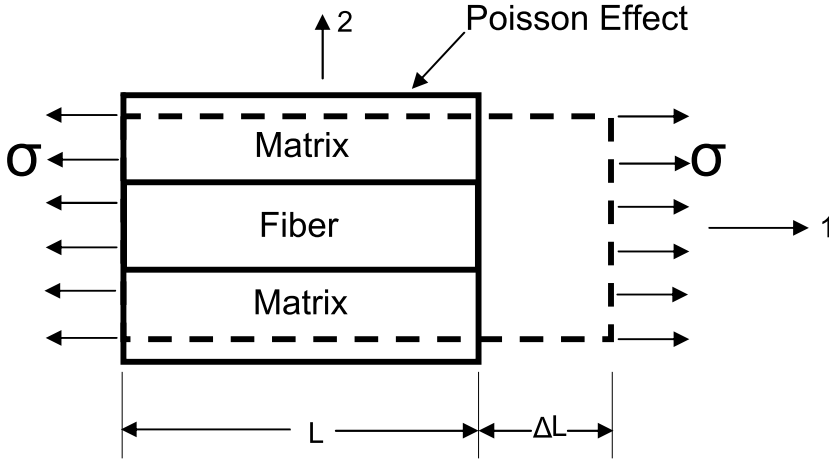 2
Poisson Effect
σ
Matrix
σ
Fiber
1
Matrix
L
ΔL